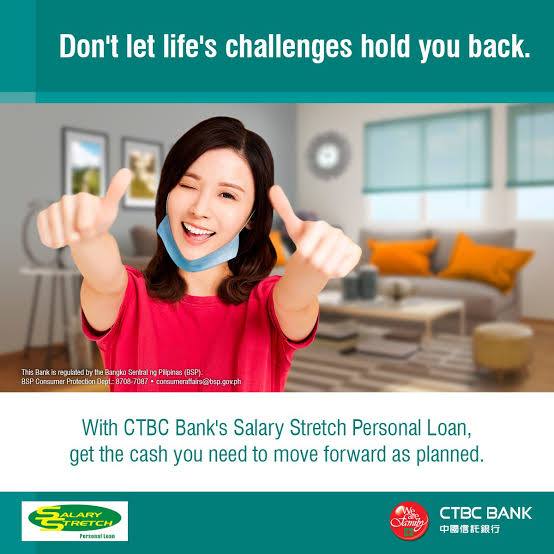 Don't let life's challenges hold you back.
This Bank is regulated by the Bangko Sentral ng Pilipinas (BSP).
BSP Consumer Protection Dept.: 8708-7087 • consumeraffairs@bsp.gov.ph
With CTBC Bank's Salary Stretch Personal Loan,
get the cash you need to move forward as planned.
SALARY
STRETCH
Personal Loan
We are Family
CTBC BANK
中國信託銀行